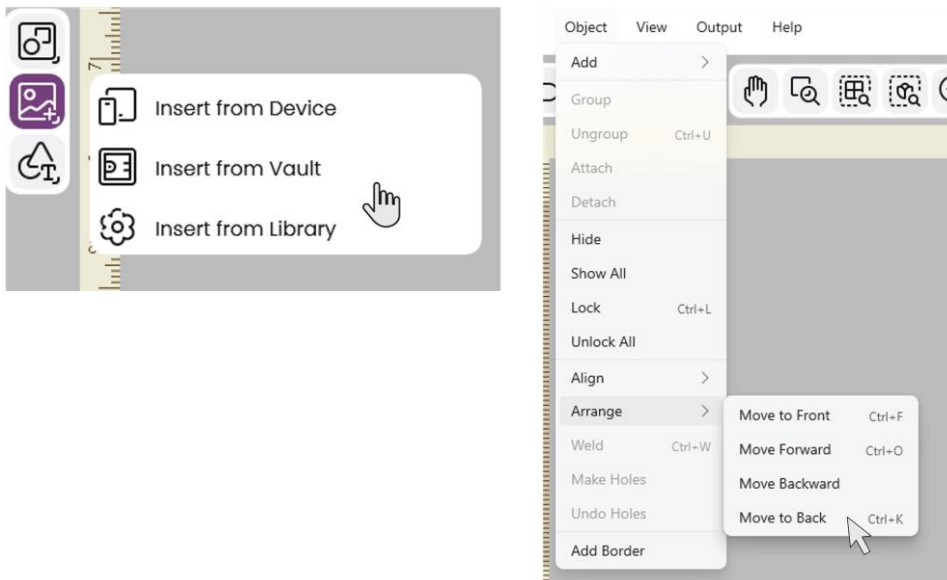 7
Insert from Device
Insert from Vault
Insert from Library
Object View Output Help
Add
Group
Ungroup Ctrl+U
Attach
Detach
Hide
Show All
Lock Ctrl+L
Unlock All
Align
Arrange
Weld Ctrl+W
Make Holes
Undo Holes
Add Border
Move to Front Ctrl+F
Move Forward Ctrl+O
Move Backward
Move to Back Ctrl+K